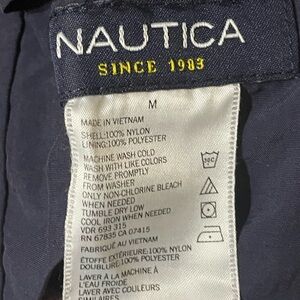 NAUTICA
SINCE 1983
M
MADE IN VIETNAM
SHELL:100% NYLON
LINING:100% POLYESTER
MACHINE WASH COLD
WASH WITH LIKE COLORS
REMOVE PROMPTLY
FROM WASHER
ONLY NON-CHLORINE BLEACH
WHEN NEEDED
TUMBLE DRY LOW
COOL IRON WHEN NEEDED
VDR 693 315
RN 67835 CA 07415
FABRIQUÉ AU VIETNAM
ÉTOFFE EXTÉRIEURE:100% NYLON
DOUBLURE:100% POLYESTER
LAVER À LA MACHINE À
L'EAU FROIDE
LAVER AVEC COULEURS
SIMILAIRES